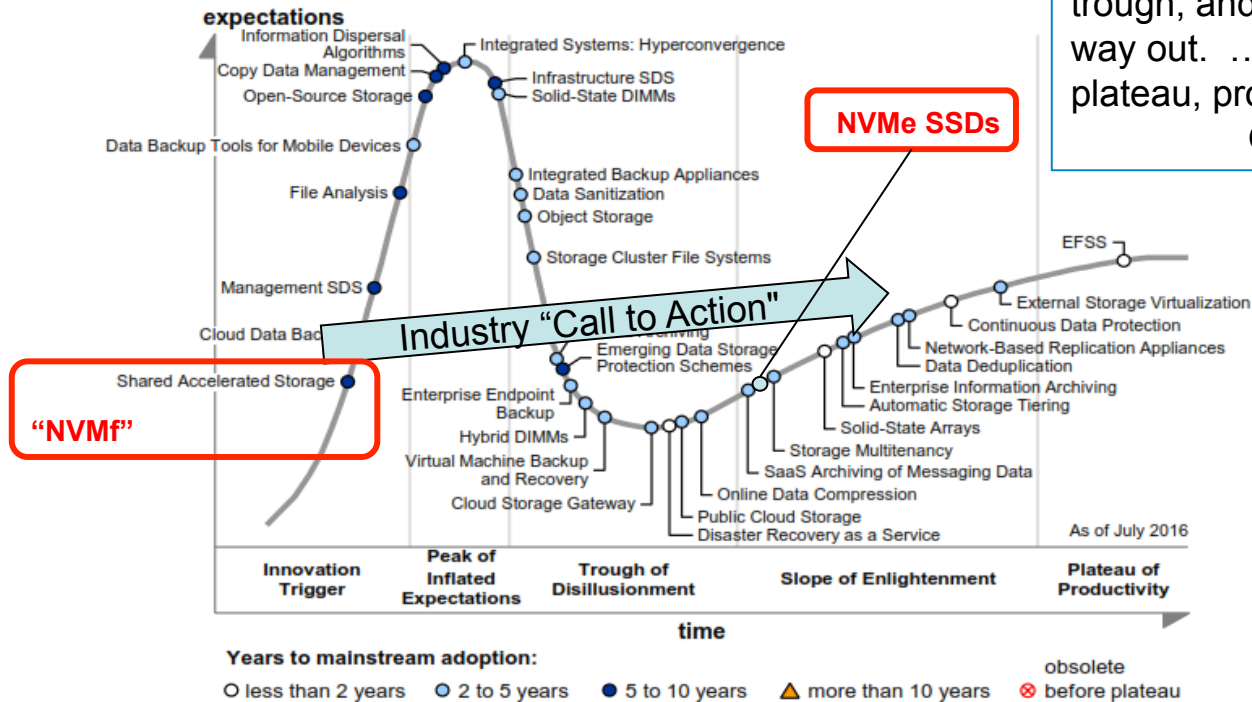 trough, and
way out. ...
plateau, pro
expectations
Information Dispersal
Algorithms
Integrated Systems: Hyperconvergence
Copy Data Management
Infrastructure SDS
Open-Source Storage
Solid-State DIMMs
NVMe SSDs
Data Backup Tools for Mobile Devices
Integrated Backup Appliances
File Analysis
Data Sanitization
Object Storage
EFSS
Storage Cluster File Systems
Management SDS
External Storage Virtualization
Industry “Call to Action"
Continuous Data Protection
Cloud Data Bac
Network-Based Replication Appliances
Emerging Data Storage
Protection Schemes
Data Deduplication
Shared Accelerated Storage
Enterprise Information Archiving
Enterprise Endpoint
Backup
Automatic Storage Tiering
“NVMf”
Solid-State Arrays
Hybrid DIMMs
Storage Multitenancy
Virtual Machine Backup
and Recovery
SaaS Archiving of Messaging Data
Online Data Compression
Cloud Storage Gateway
Public Cloud Storage
Disaster Recovery as a Service
As of July 2016
Innovation
Trigger
Peak of
Inflated
Expectations
Trough of
Disillusionment
Slope of Enlightenment
Plateau of
Productivity
time
Years to mainstream adoption:
less than 2 years
2 to 5 years
5 to 10 years
more than 10 years
obsolete
before plateau